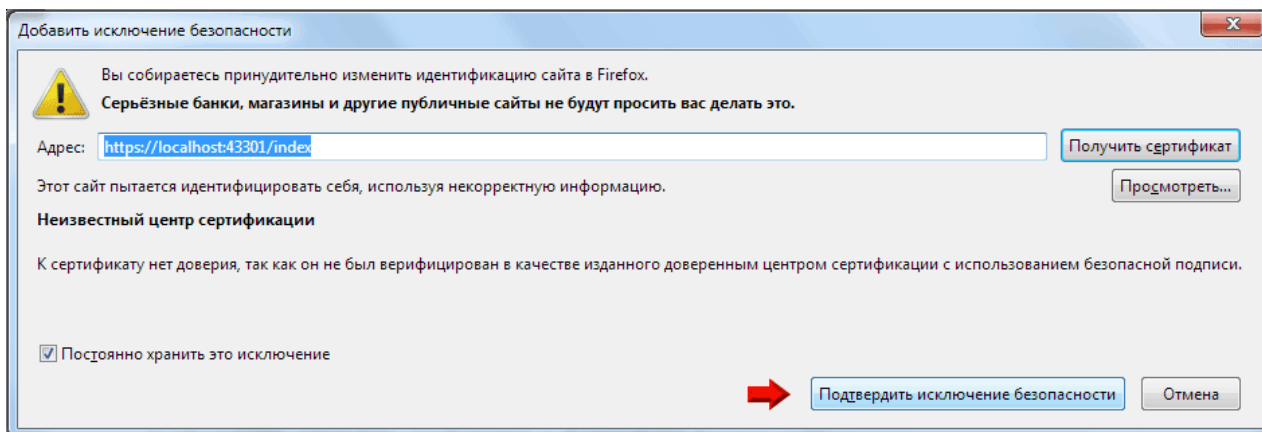 Добавить исключение безопасности
Вы собираетесь принудительно изменить идентификацию сайта в Firefox.
Серьёзные банки, магазины и другие публичные сайты не будут просить вас делать это.
Адрес: https://localhost:43301/index Получить сертификат
Этот сайт пытается идентифицировать себя, используя некорректную информацию. Просмотреть...
Неизвестный центр сертификации
К сертификату нет доверия, так как он не был верифицирован в качестве изданного доверенным центром сертификации с использованием безопасной подписи.
Постоянно хранить это исключение
Подтвердить исключение безопасности Отмена